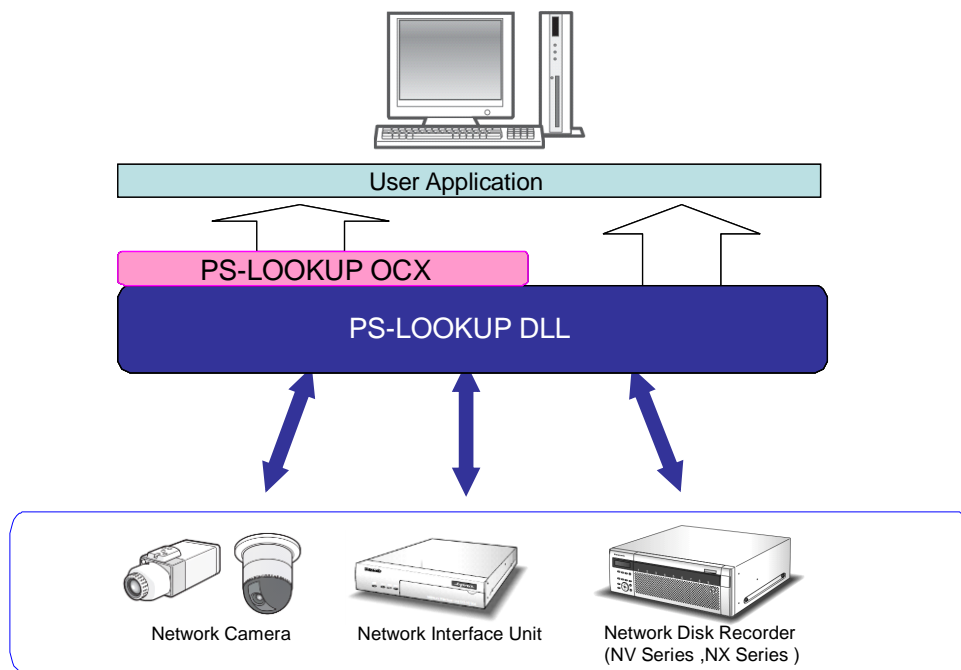 User Application
PS-LOOKUP OCX
PS-LOOKUP DLL
Network Camera
Network Interface Unit
Network Disk Recorder
(NV Series ,NX Series )